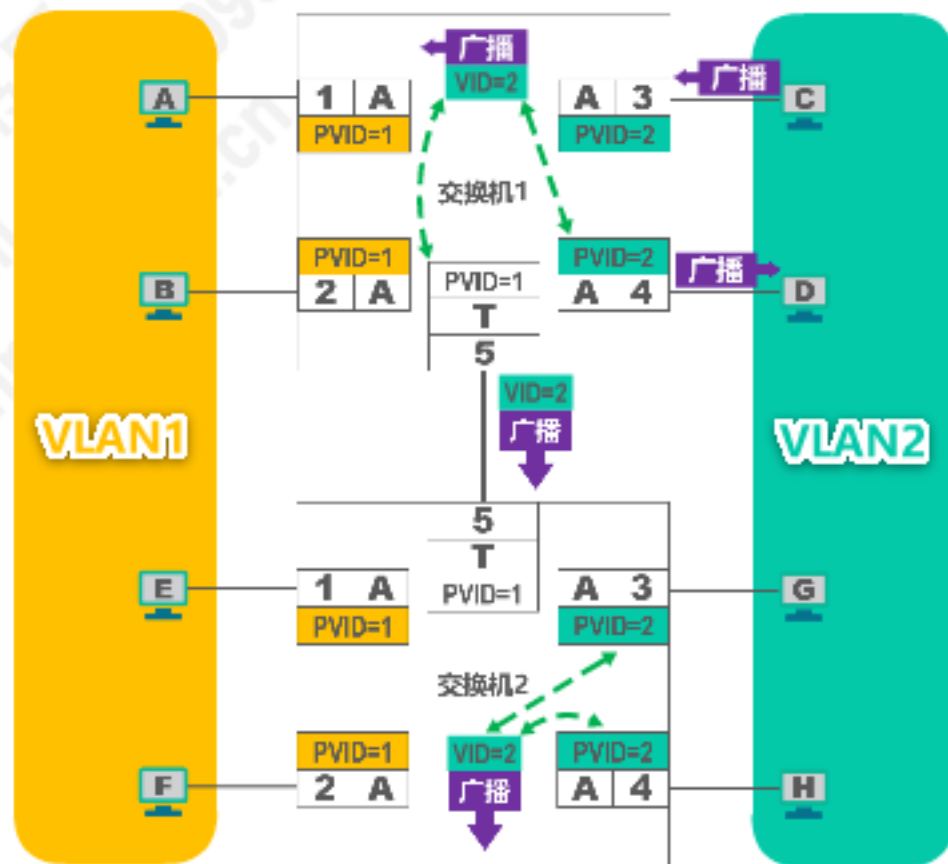 广播
VID=2
广播
A
1 A
PVID=1
A 3
PVID=2
C
交换机1
B
PVID=1
2 A
PVID=1
T
5
PVID=2
A 4
广播
D
VID=2
广播
VLAN1
VLAN2
5
T
PVID=1
E
1 A
PVID=1
A 3
PVID=2
G
交换机2
F
PVID=1
2 A
VID=2
广播
PVID=2
A 4
H